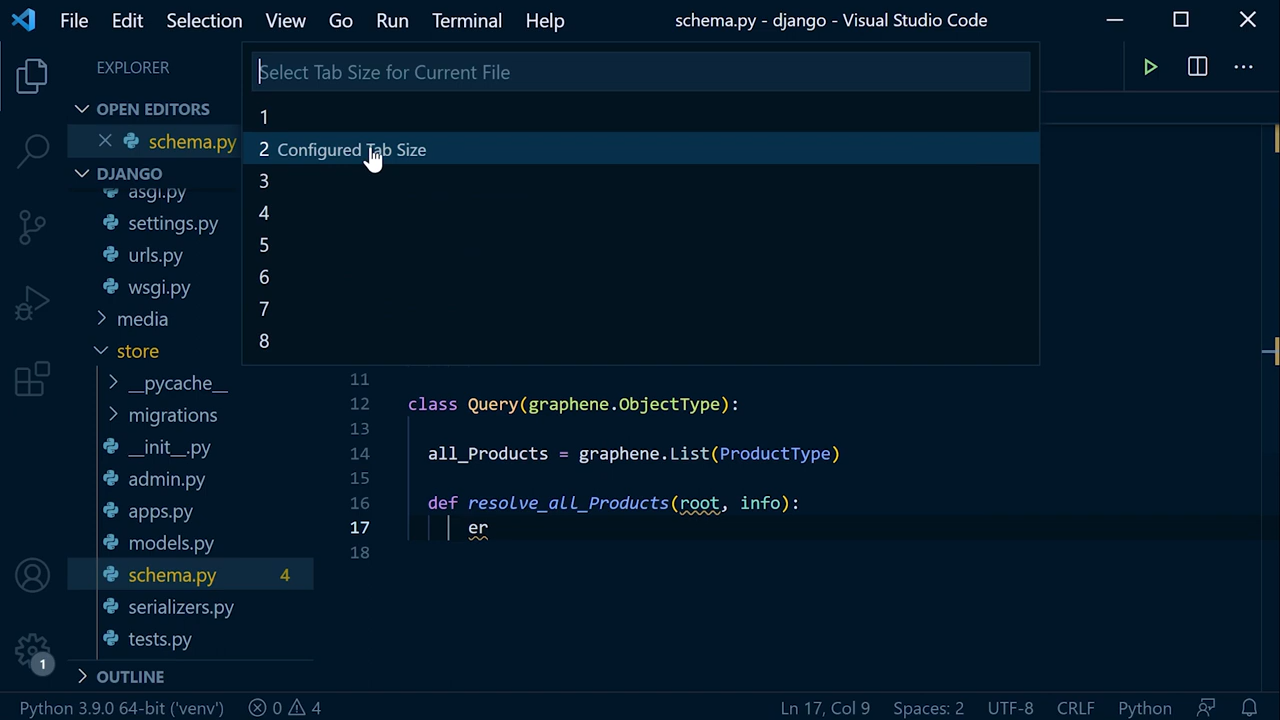 File Edit Selection View Go Run Terminal Help schema.py - django - Visual Studio Code
EXPLORER
OPEN EDITORS
schema.py
DJANGO
asgi.py
settings.py
urls.py
wsgi.py
media
store
__pycache__
migrations
__init__.py
admin.py
apps.py
models.py
schema.py 4
serializers.py
tests.py
OUTLINE
Select Tab Size for Current File
1
2 Configured Tab Size
3
4
5
6
7
8
11
12 class Query(graphene.ObjectType):
13
14 all_Products = graphene.List(ProductType)
15
16 def resolve_all_Products(root, info):
17 er
18
1
Python 3.9.0 64-bit ('venv') 0 4 Ln 17, Col 9 Spaces: 2 UTF-8 CRLF Python